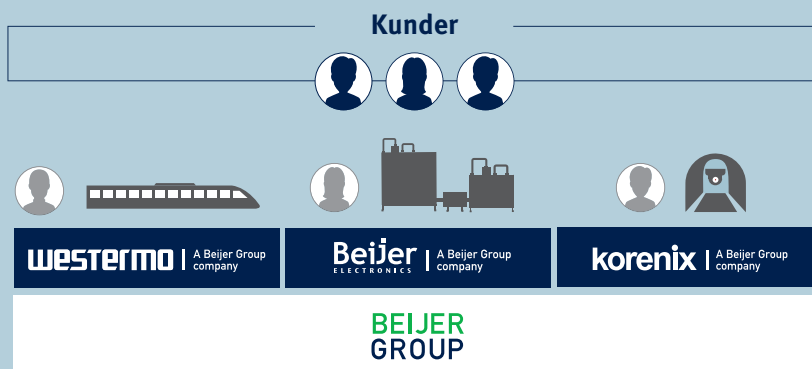 Kunder
westermo | A Beijer Group company
Beijer ELECTRONICS | A Beijer Group company
korenix | A Beijer Group company
BEIJER
GROUP